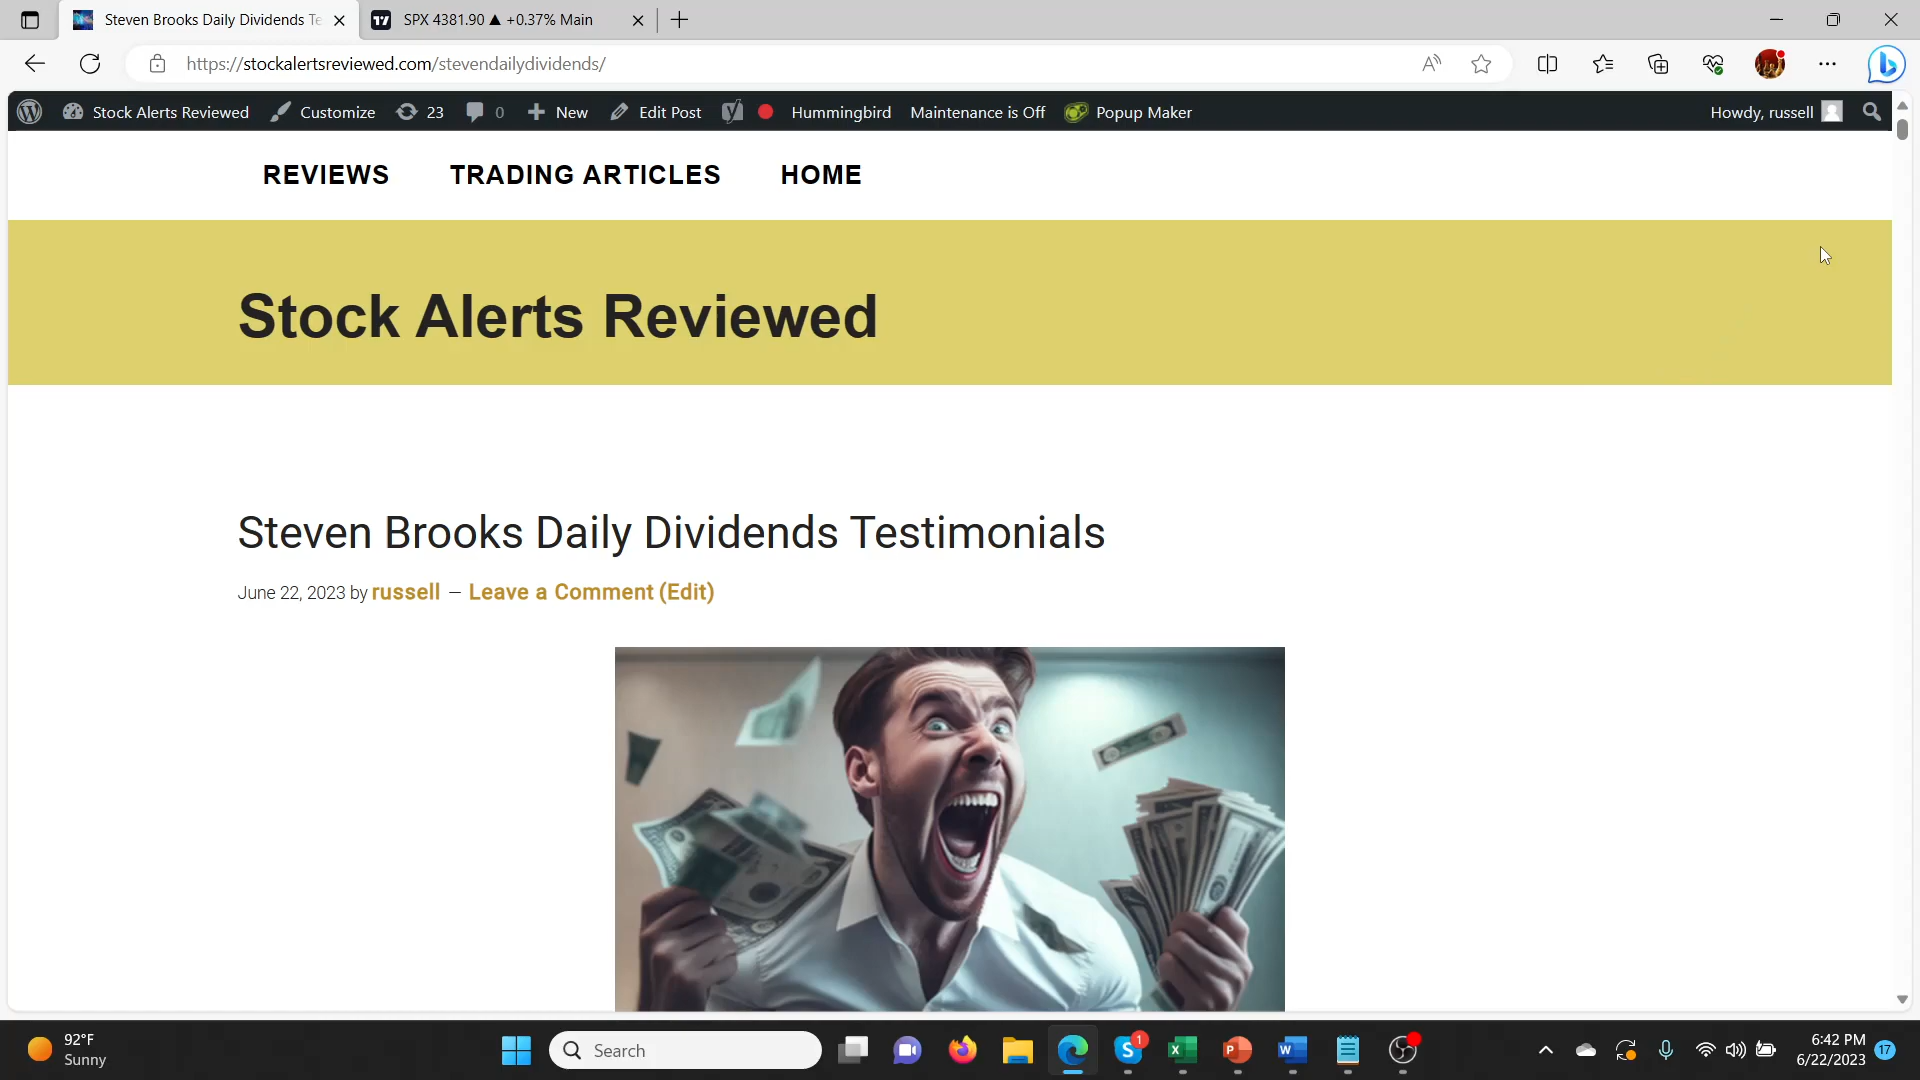 Steven Brooks Daily Dividends Te
SPX 4381.90 ▲ +0.37% Main
https://stockalertsreviewed.com/stevendailydividends/
Stock Alerts Reviewed Customize 23 0 New Edit Post Hummingbird Maintenance is Off Popup Maker Howdy, russell
REVIEWS TRADING ARTICLES HOME
Stock Alerts Reviewed
Steven Brooks Daily Dividends Testimonials
June 22, 2023 by russell — Leave a Comment (Edit)
92°F
Sunny
Search
1
6:42 PM
6/22/2023
17